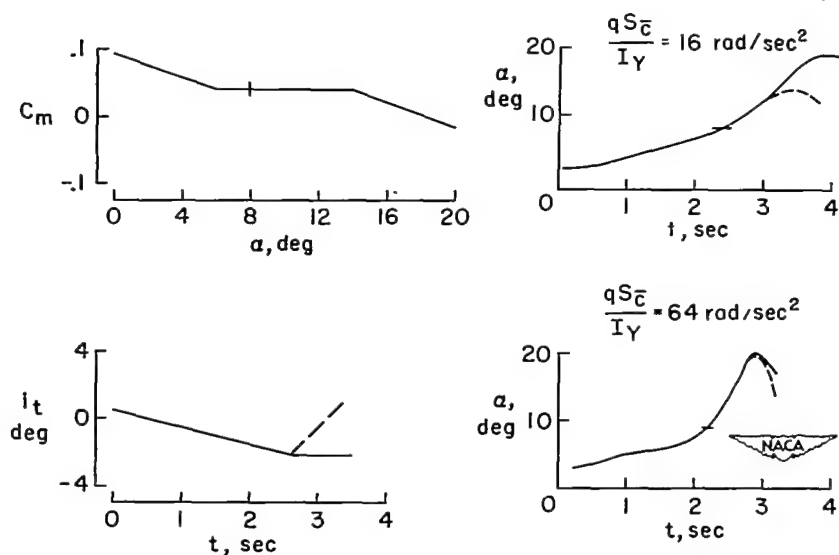 .1
C_m
0
-.1
0 4 8 12 16 20
α, deg
qSc̄/I_Y = 16 rad/sec²
20
α,
deg
10
0
1 2 3 4
t, sec
4
i_t
deg
0
-4
0 1 2 3 4
t, sec
qSc̄/I_Y = 64 rad/sec²
20
α,
deg
10
0
1 2 3 4
t, sec
NACA